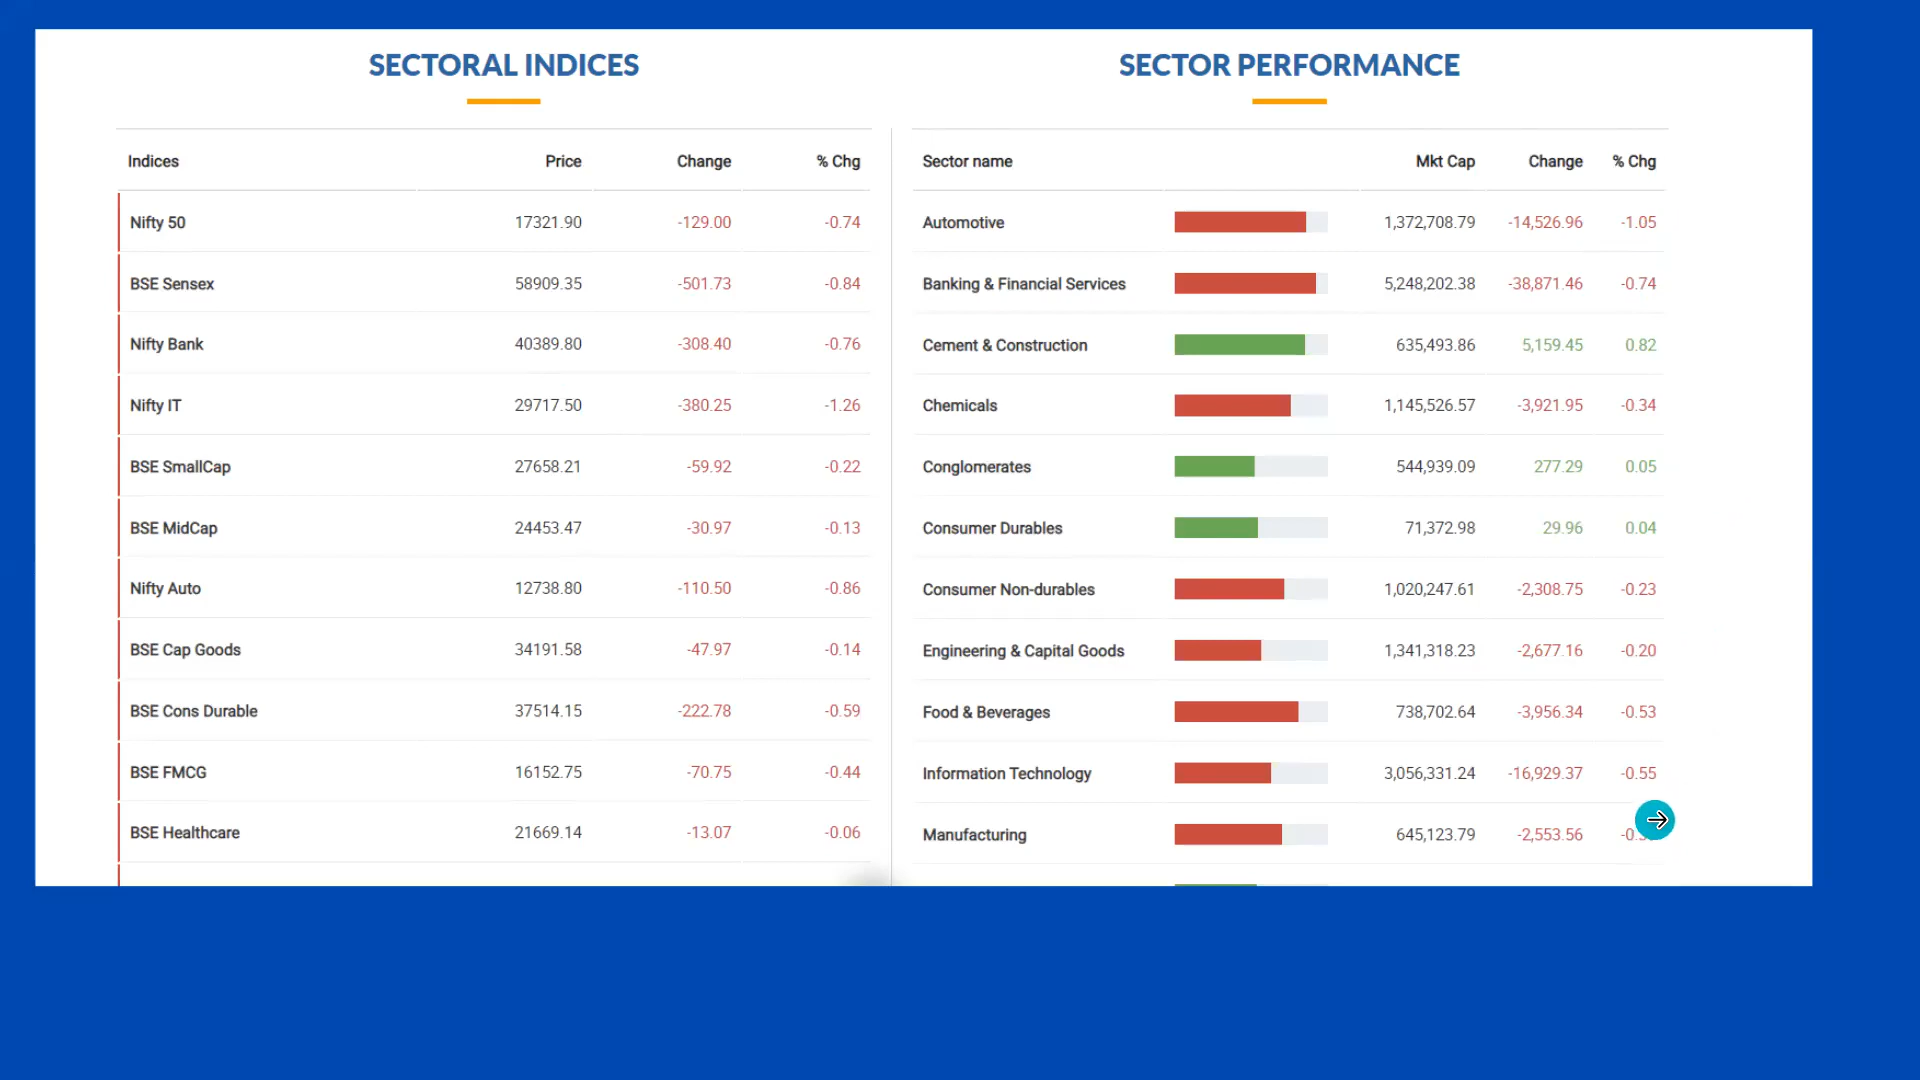 SECTORAL INDICES
Indices Price Change % Chg
Nifty 50 17321.90 -129.00 -0.74
BSE Sensex 58909.35 -501.73 -0.84
Nifty Bank 40389.80 -308.40 -0.76
Nifty IT 29717.50 -380.25 -1.26
BSE SmallCap 27658.21 -59.92 -0.22
BSE MidCap 24453.47 -30.97 -0.13
Nifty Auto 12738.80 -110.50 -0.86
BSE Cap Goods 34191.58 -47.97 -0.14
BSE Cons Durable 37514.15 -222.78 -0.59
BSE FMCG 16152.75 -70.75 -0.44
BSE Healthcare 21669.14 -13.07 -0.06
SECTOR PERFORMANCE
Sector name Mkt Cap Change % Chg
Automotive 1,372,708.79 -14,526.96 -1.05
Banking & Financial Services 5,248,202.38 -38,871.46 -0.74
Cement & Construction 635,493.86 5,159.45 0.82
Chemicals 1,145,526.57 -3,921.95 -0.34
Conglomerates 544,939.09 277.29 0.05
Consumer Durables 71,372.98 29.96 0.04
Consumer Non-durables 1,020,247.61 -2,308.75 -0.23
Engineering & Capital Goods 1,341,318.23 -2,677.16 -0.20
Food & Beverages 738,702.64 -3,956.34 -0.53
Information Technology 3,056,331.24 -16,929.37 -0.55
Manufacturing 645,123.79 -2,553.56